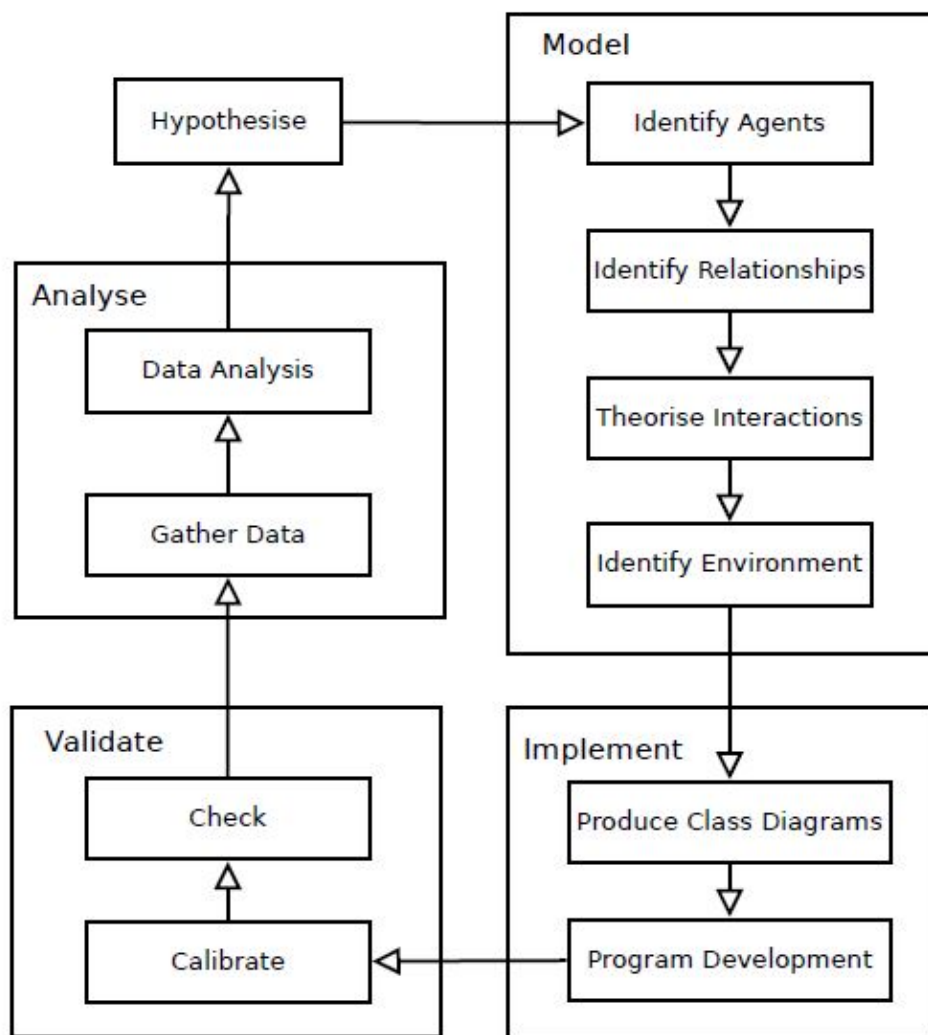 Model
Hypothesise
Identify Agents
Identify Relationships
Analyse
Data Analysis
Theorise Interactions
Gather Data
Identify Environment
Validate
Implement
Check
Produce Class Diagrams
Calibrate
Program Development